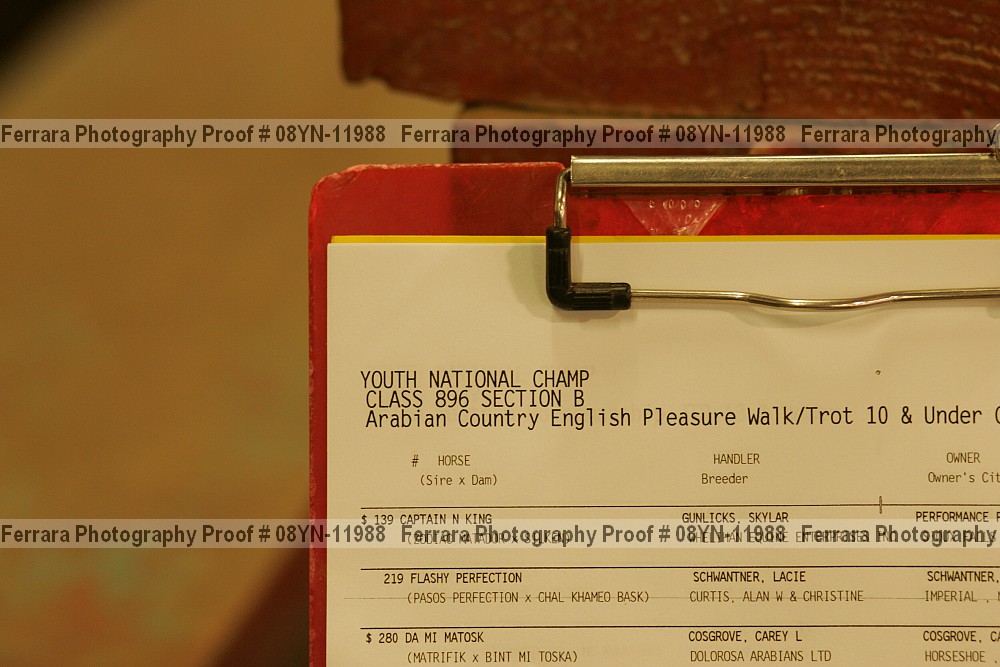 Ferrara Photography Proof # 08YN-11988 Ferrara Photography Proof # 08YN-11988 Ferrara Photography
YOUTH NATIONAL CHAMP
CLASS 896 SECTION B
Arabian Country English Pleasure Walk/Trot 10 & Under
# HORSE HANDLER OWNER
(Sire x Dam) Breeder Owner's Cit
$ 139 CAPTAIN N KING GUNLICKS, SKYLAR PERFORMANCE
Ferrara Photography Proof # 08YN-11988 Ferrara Photography Proof # 08YN-11988 Ferrara Photography
219 FLASHY PERFECTION SCHWANTNER, LACIE SCHWANTNER,
(PASOS PERFECTION x CHAL KHAMEO BASK) CURTIS, ALAN W & CHRISTINE IMPERIAL ,
$ 280 DA MI MATOSK COSGROVE, CAREY L COSGROVE, CA
(MATRIFIK x BINT MI TOSKA) DOLOROSA ARABIANS LTD HORSESHOE